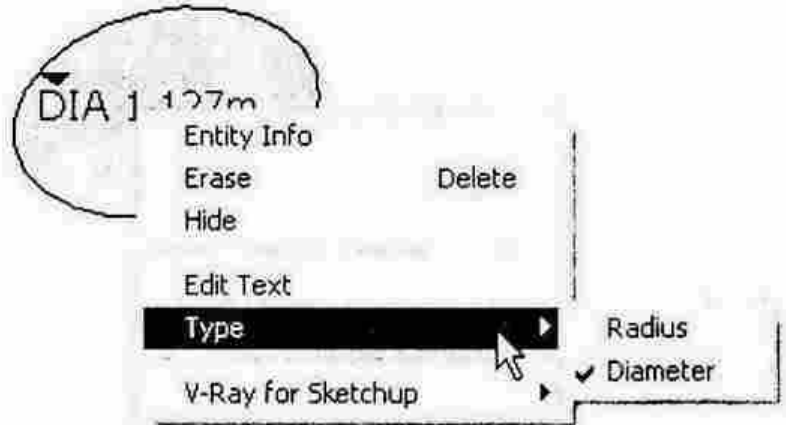 DIA 1.127m
Entity Info
Erase Delete
Hide
Edit Text
Type Radius
Diameter
V-Ray for Sketchup